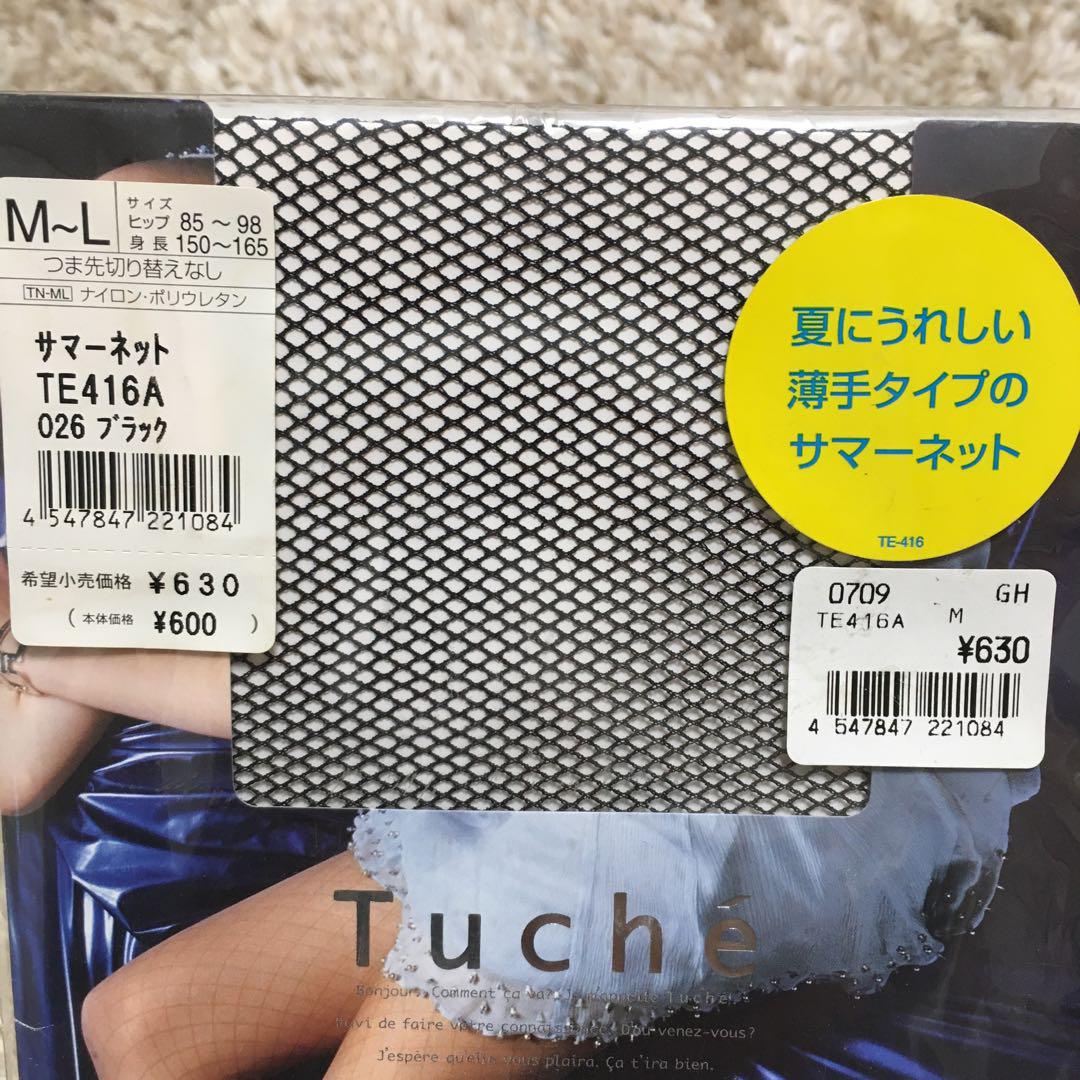 M~L
サイズ
ヒップ 85~98
身長 150~165
つま先切り替えなし
TN-ML ナイロン・ポリウレタン
サマーネット
TE416A
026 ブラック
4 547847 221084
希望小売価格 ¥630
(本体価格 ¥600)
夏にうれしい
薄手タイプの
サマーネット
TE-416
0709 GH
TE416A M
¥630
4 547847 221084
Tuché
Bonjour. Comment ça va? Je m'appelle Tuché.
Ravi de faire votre connaissance. D'ou venez-vous?
J'espère qu'elle vous plaira. Ça t'ira bien.